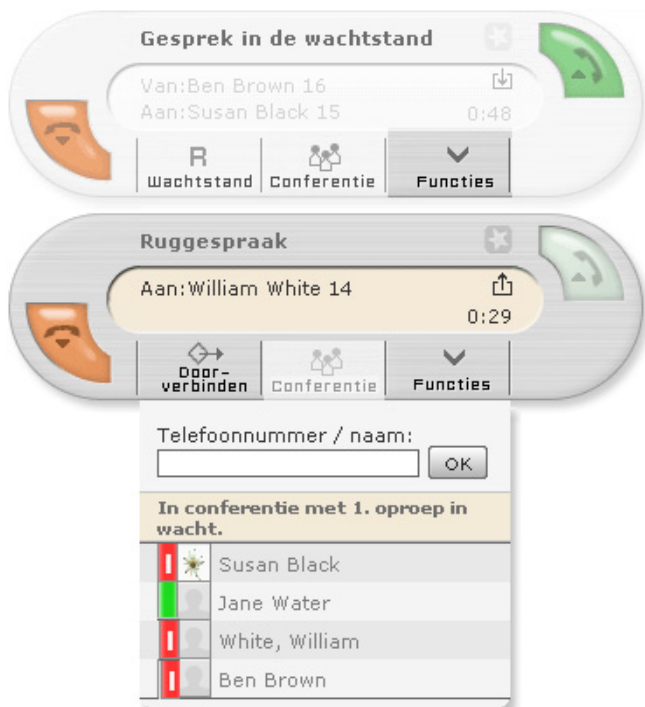 Gesprek in de wachtstand
Van:Ben Brown 16
Aan:Susan Black 15
0:48
R
Wachtstand
Conferentie
Functies
Ruggespraak
Aan:William White 14
0:29
Door-
verbinden
Conferentie
Functies
Telefoonnummer / naam:
OK
In conferentie met 1. oproep in
wacht.
Susan Black
Jane Water
White, William
Ben Brown